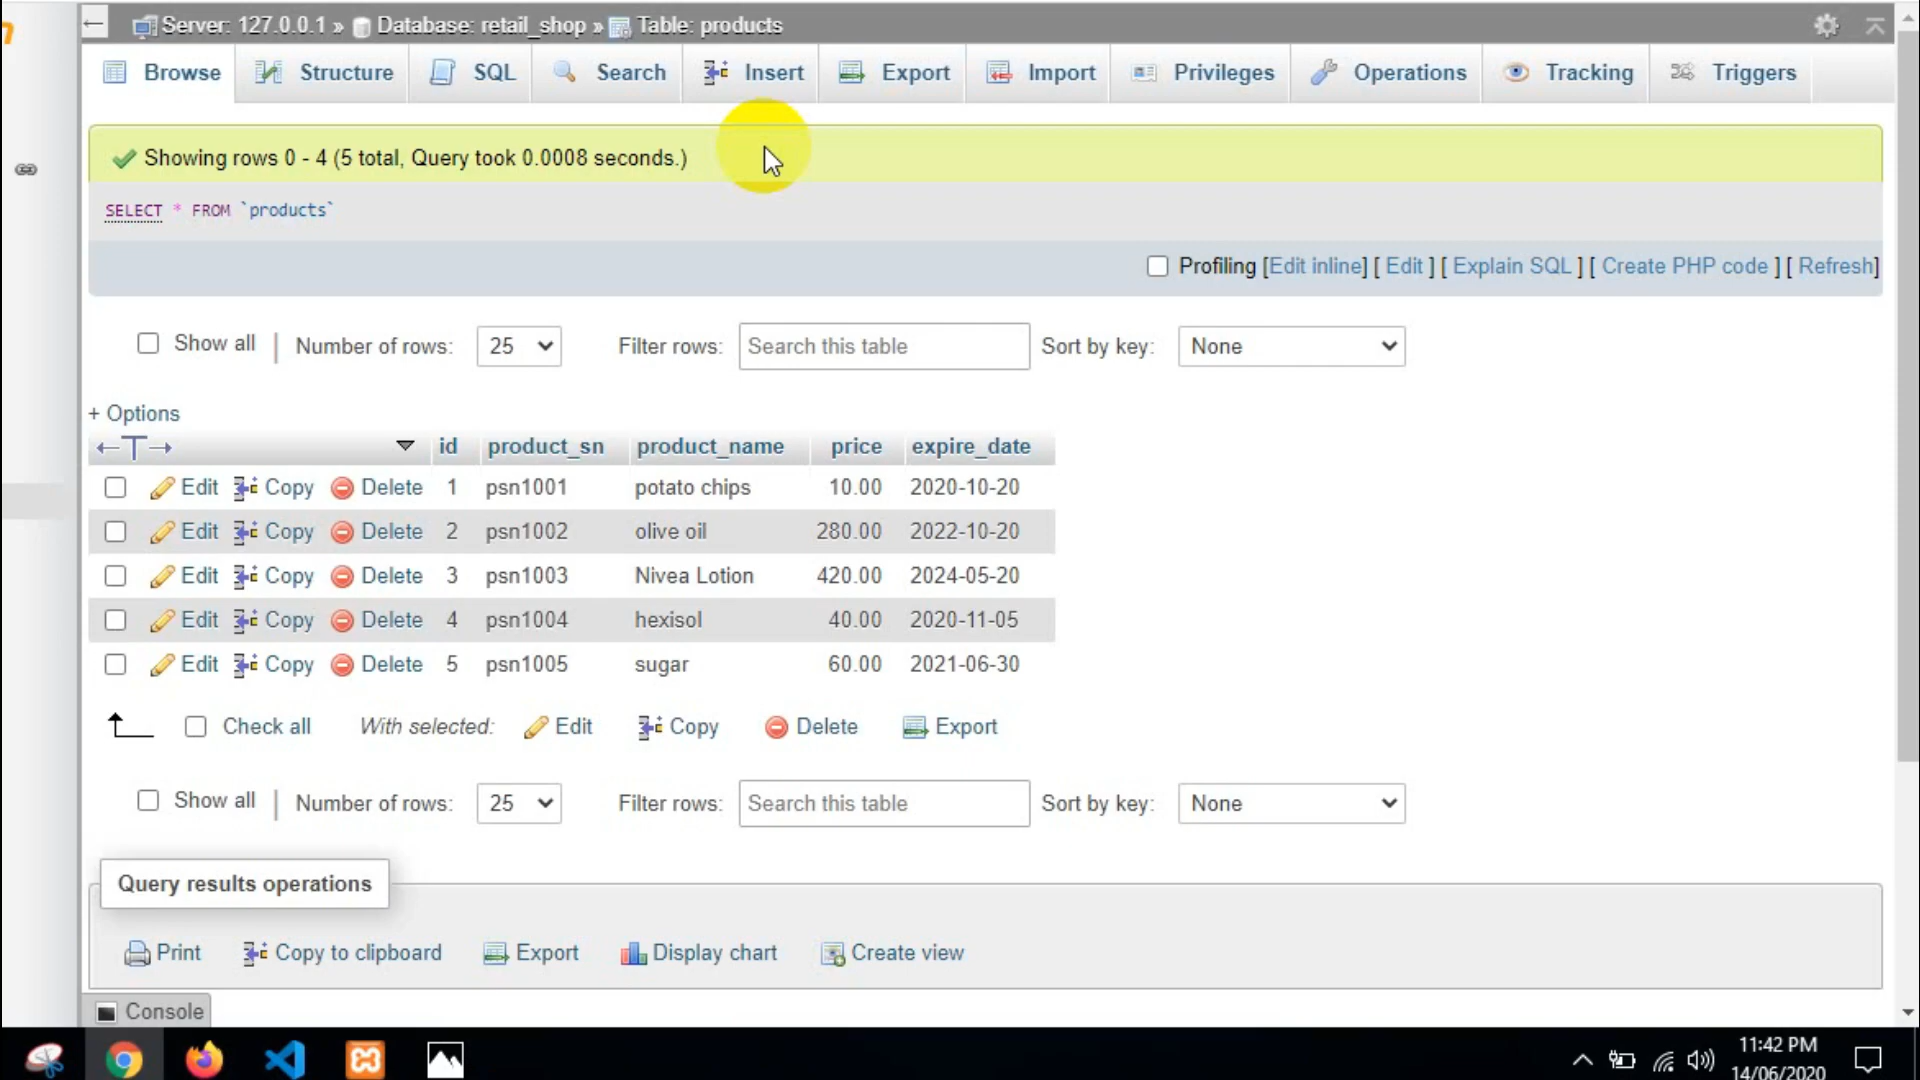 Server: 127.0.0.1 » Database: retail_shop » Table: products
Browse Structure SQL Search Insert Export Import Privileges Operations Tracking Triggers
Showing rows 0 - 4 (5 total, Query took 0.0008 seconds.)
SELECT * FROM `products`
Profiling [Edit inline] [ Edit ] [ Explain SQL ] [ Create PHP code ] [ Refresh]
Show all | Number of rows: 25 Filter rows: Search this table Sort by key: None
+ Options
←T→ id product_sn product_name price expire_date
Edit Copy Delete 1 psn1001 potato chips 10.00 2020-10-20
Edit Copy Delete 2 psn1002 olive oil 280.00 2022-10-20
Edit Copy Delete 3 psn1003 Nivea Lotion 420.00 2024-05-20
Edit Copy Delete 4 psn1004 hexisol 40.00 2020-11-05
Edit Copy Delete 5 psn1005 sugar 60.00 2021-06-30
Check all With selected: Edit Copy Delete Export
Show all | Number of rows: 25 Filter rows: Search this table Sort by key: None
Query results operations
Print Copy to clipboard Export Display chart Create view
Console
11:42 PM
14/06/2020